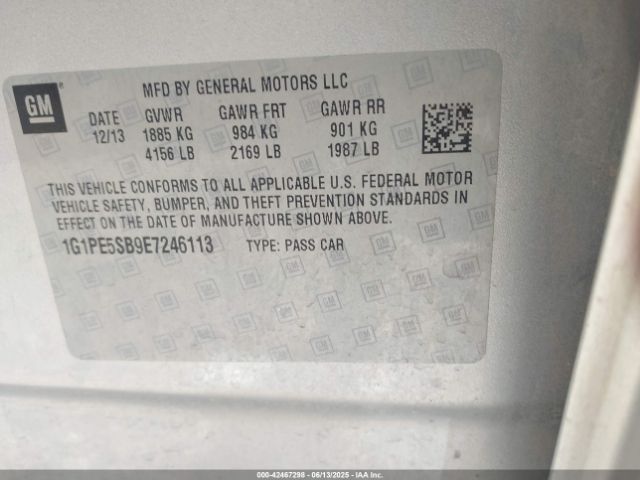 GM
MFD BY GENERAL MOTORS LLC
DATE GVWR GAWR FRT GAWR RR
12/13 1885 KG 984 KG 901 KG
4156 LB 2169 LB 1987 LB
THIS VEHICLE CONFORMS TO ALL APPLICABLE U.S. FEDERAL MOTOR
VEHICLE SAFETY, BUMPER, AND THEFT PREVENTION STANDARDS IN
EFFECT ON THE DATE OF MANUFACTURE SHOWN ABOVE.
1G1PE5SB9E7246113 TYPE: PASS CAR
000-42467298 - 06/13/2025 - IAAI.COM